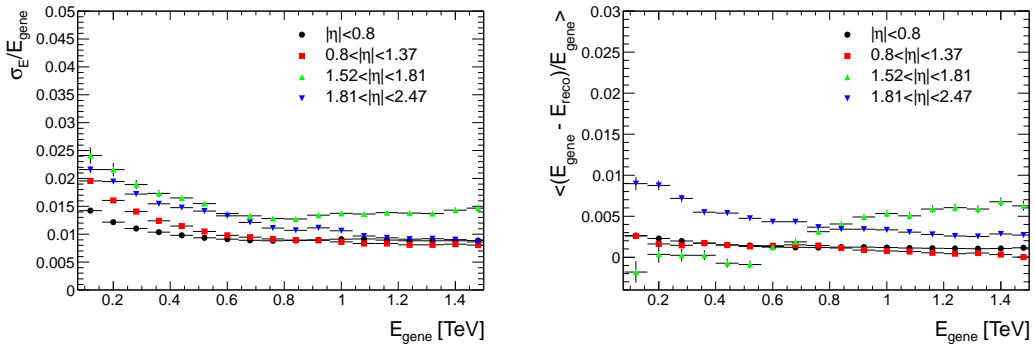 σ_E/E_gene
0.05
0.045
0.04
0.035
0.03
0.025
0.02
0.015
0.01
0.005
0
|η|<0.8
0.8<|η|<1.37
1.52<|η|<1.81
1.81<|η|<2.47
0.2 0.4 0.6 0.8 1 1.2 1.4
E_gene [TeV]
<(E_gene - E_reco)/E_gene>
0.03
0.025
0.02
0.015
0.01
0.005
0
|η|<0.8
0.8<|η|<1.37
1.52<|η|<1.81
1.81<|η|<2.47
0.2 0.4 0.6 0.8 1 1.2 1.4
E_gene [TeV]